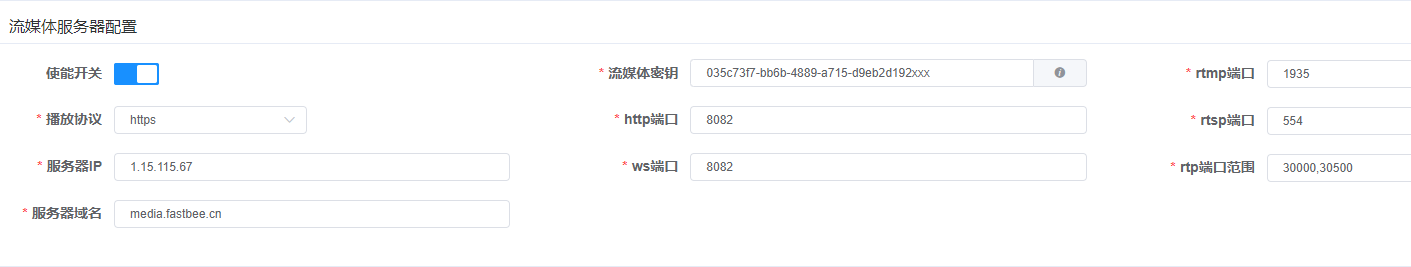 流媒体服务器配置
使能开关
* 流媒体密钥 035c73f7-bb6b-4889-a715-d9eb2d192xxx
* rtmp端口 1935
* 播放协议 https
* http端口 8082
* rtsp端口 554
* 服务器IP 1.15.115.67
* ws端口 8082
* rtp端口范围 30000,30500
* 服务器域名 media.fastbee.cn